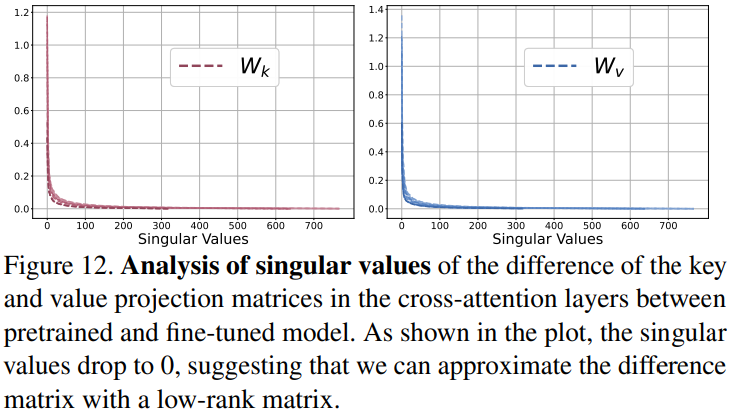 1.2
1.0
0.8
0.6
0.4
0.2
0.0
W_k
0 100 200 300 400 500 600 700
Singular Values
1.4
1.2
1.0
0.8
0.6
0.4
0.2
0.0
W_v
0 100 200 300 400 500 600 700
Singular Values
Figure 12. Analysis of singular values of the difference of the key
and value projection matrices in the cross-attention layers between
pretrained and fine-tuned model. As shown in the plot, the singular
values drop to 0, suggesting that we can approximate the difference
matrix with a low-rank matrix.